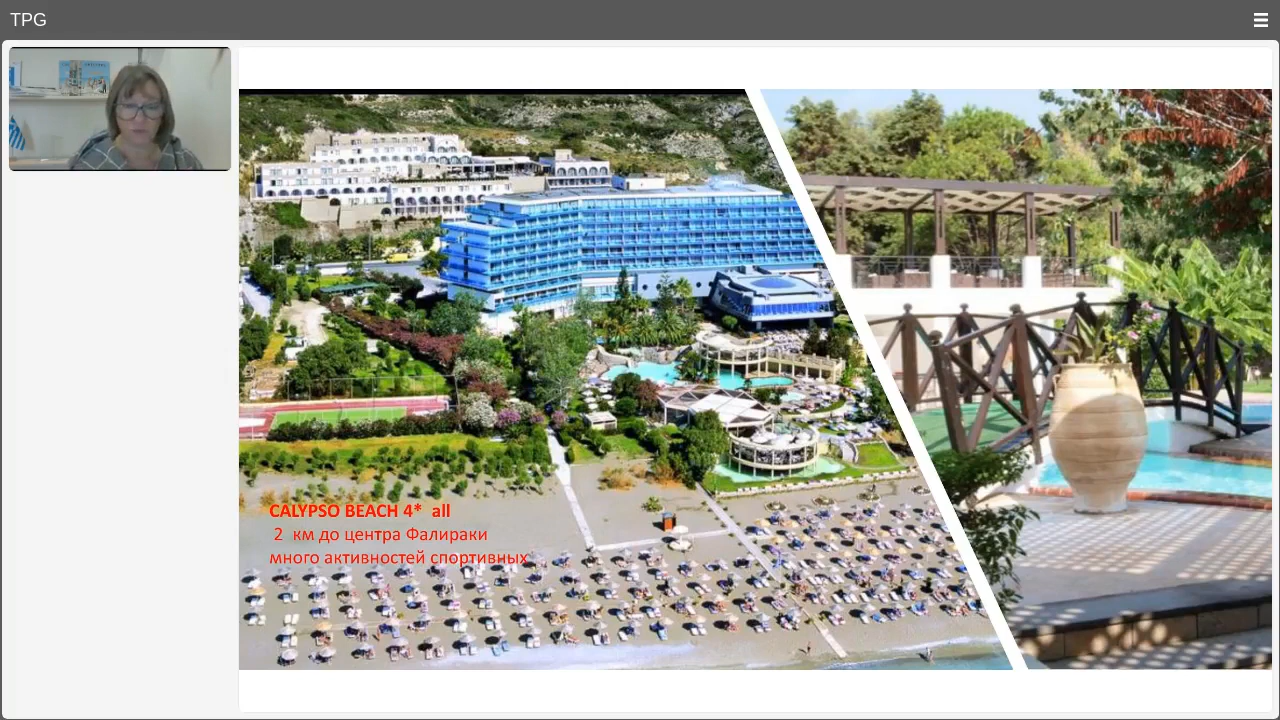 TPG
CALYPSO BEACH 4* all
2 км до центра Фалираки
много активностей спортивных